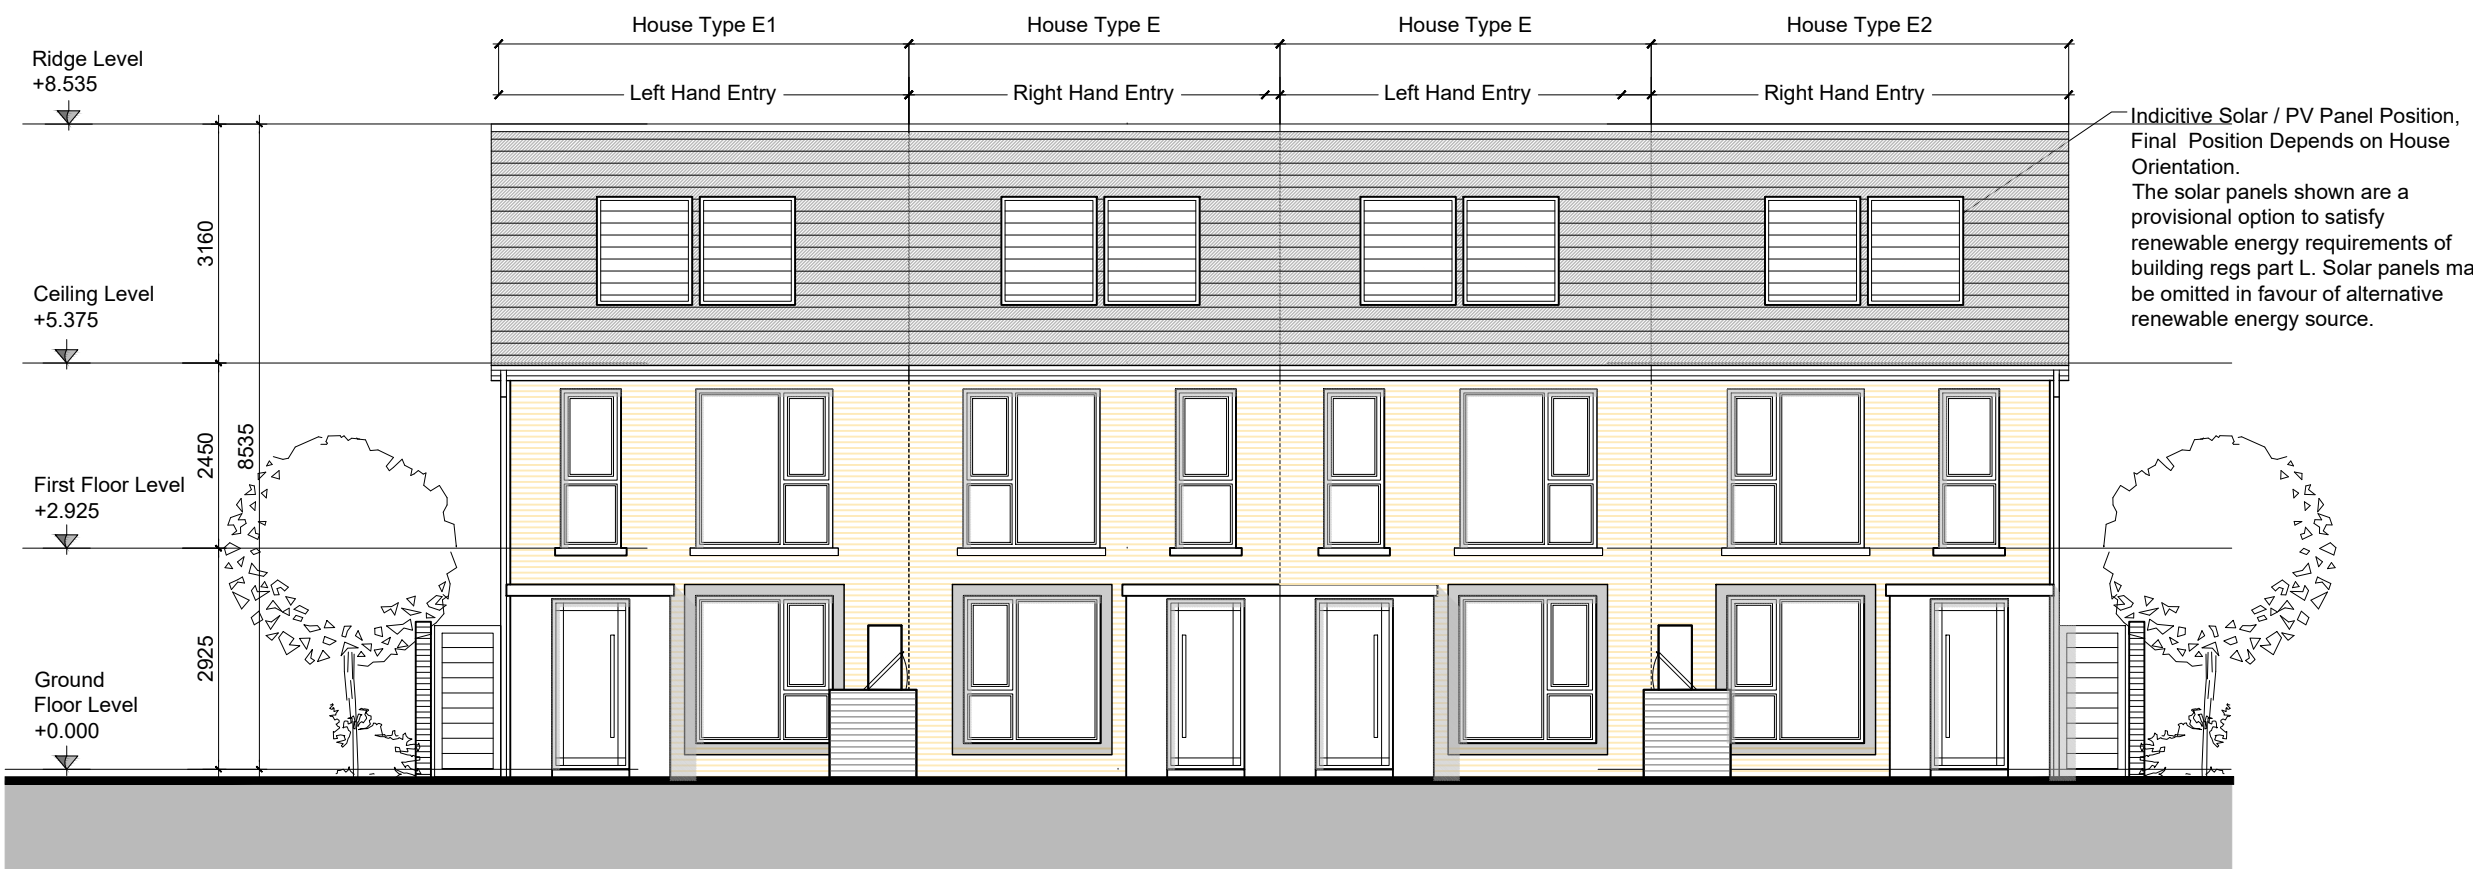 House Type E1
House Type E
House Type E
House Type E2
Ridge Level
+8.535
Left Hand Entry
Right Hand Entry
Left Hand Entry
Right Hand Entry
Indicitive Solar / PV Panel Position,
Final Position Depends on House
Orientation.
The solar panels shown are a
provisional option to satisfy
renewable energy requirements of
building regs part L. Solar panels ma
be omitted in favour of alternative
renewable energy source.
3160
Ceiling Level
+5.375
2450
8535
First Floor Level
+2.925
2925
Ground
Floor Level
+0.000